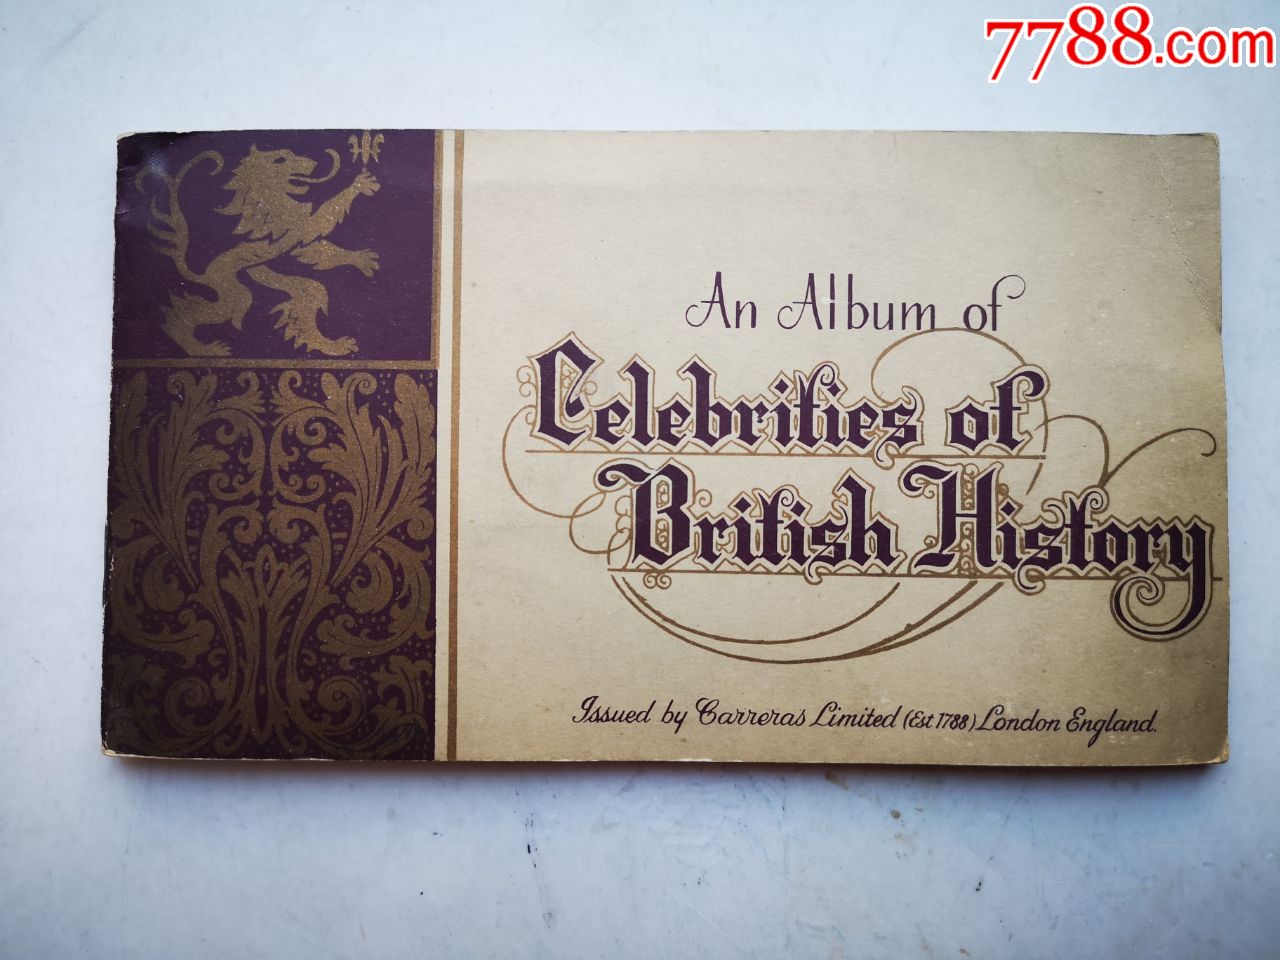 7788.com
An Album of
Celebrities of
British History
Issued by Carreras Limited (Est 1788) London England.